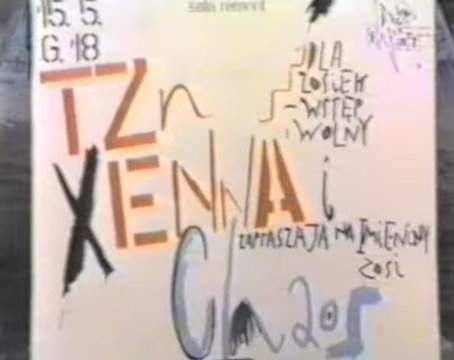 15. 5.
G. 18
sala remont
DLA
ZOSIEK
- WSTĘP
WOLNY
TZn
XENNA i
ZAPRASZAJĄ NA IMIENINY
ZOSI
Chaos